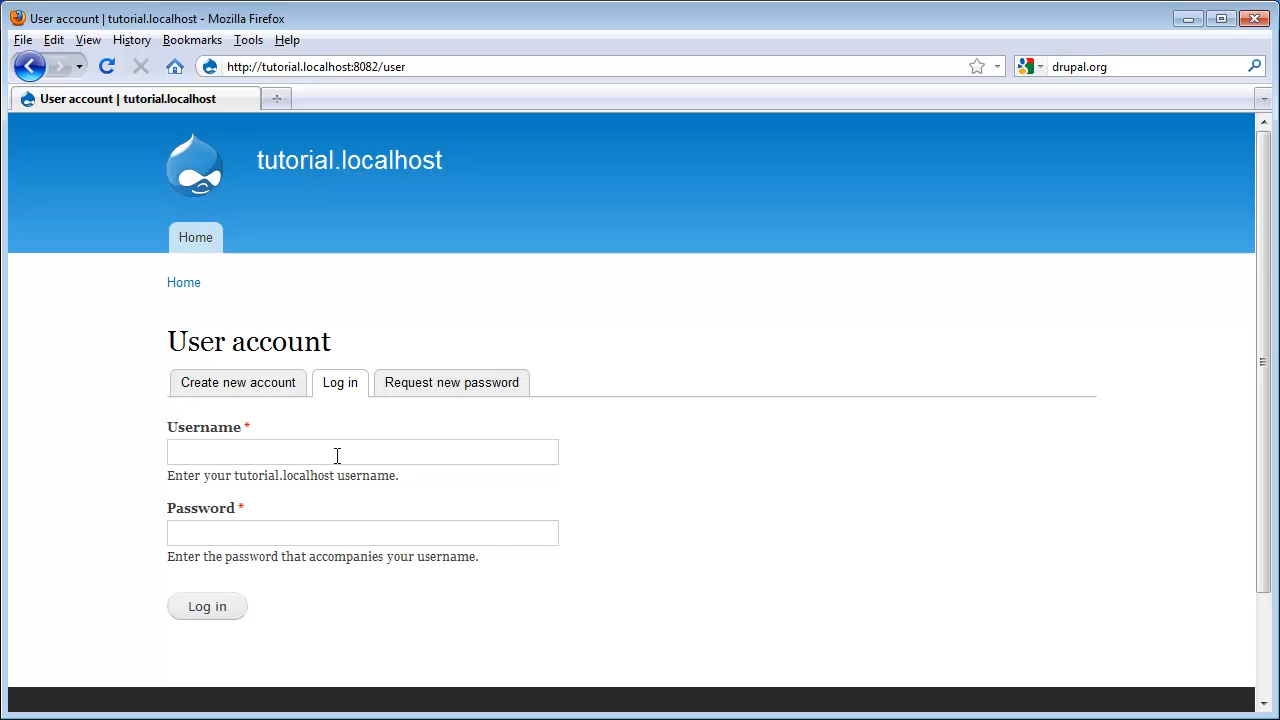 User account | tutorial.localhost - Mozilla Firefox
File Edit View History Bookmarks Tools Help
http://tutorial.localhost:8082/user
drupal.org
User account | tutorial.localhost
tutorial.localhost
Home
Home
User account
Create new account
Log in
Request new password
Username *
Enter your tutorial.localhost username.
Password *
Enter the password that accompanies your username.
Log in